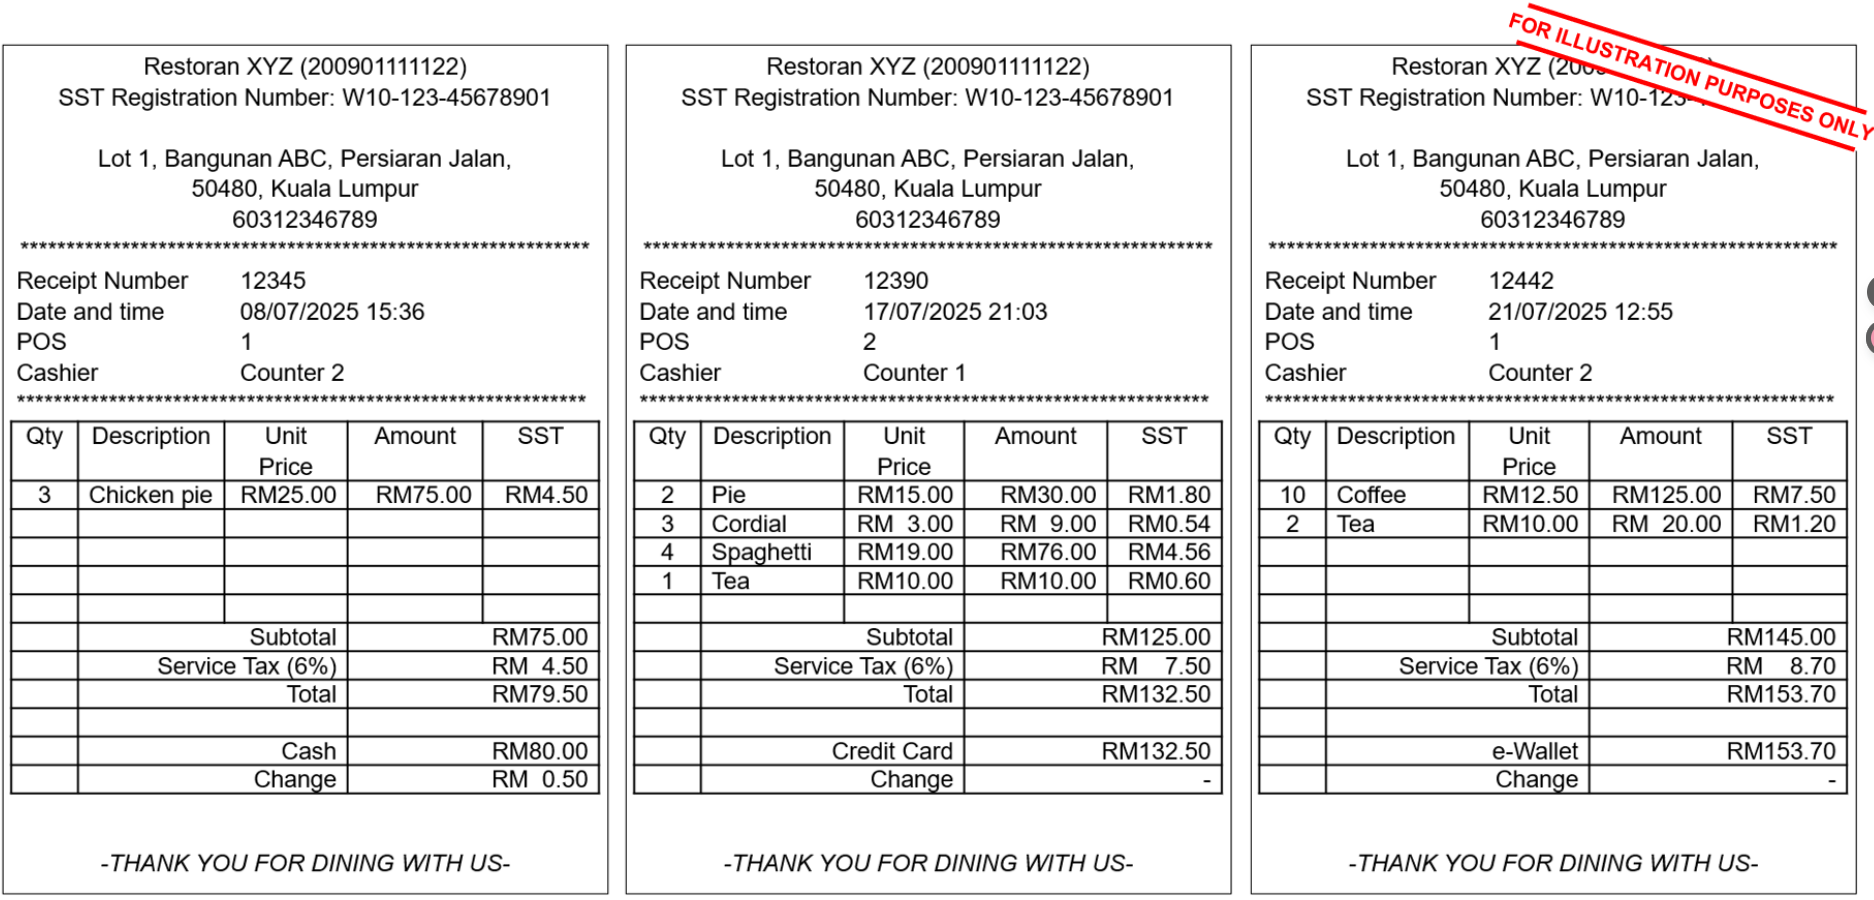 FOR ILLUSTRATION PURPOSES ONLY
Restoran XYZ (200901111122)
SST Registration Number: W10-123-45678901
Lot 1, Bangunan ABC, Persiaran Jalan,
50480, Kuala Lumpur
60312346789
**************************************************************
Receipt Number 12345
Date and time 08/07/2025 15:36
POS 1
Cashier Counter 2
**************************************************************
Qty Description Unit Price Amount SST
3 Chicken pie RM25.00 RM75.00 RM4.50
Subtotal RM75.00
Service Tax (6%) RM 4.50
Total RM79.50
Cash RM80.00
Change RM 0.50
-THANK YOU FOR DINING WITH US-
Restoran XYZ (200901111122)
SST Registration Number: W10-123-45678901
Lot 1, Bangunan ABC, Persiaran Jalan,
50480, Kuala Lumpur
60312346789
**************************************************************
Receipt Number 12390
Date and time 17/07/2025 21:03
POS 2
Cashier Counter 1
**************************************************************
Qty Description Unit Price Amount SST
2 Pie RM15.00 RM30.00 RM1.80
3 Cordial RM 3.00 RM 9.00 RM0.54
4 Spaghetti RM19.00 RM76.00 RM4.56
1 Tea RM10.00 RM10.00 RM0.60
Subtotal RM125.00
Service Tax (6%) RM 7.50
Total RM132.50
Credit Card RM132.50
Change -
-THANK YOU FOR DINING WITH US-
Restoran XYZ
SST Registration Number:
Lot 1, Bangunan ABC, Persiaran Jalan,
50480, Kuala Lumpur
60312346789
**************************************************************
Receipt Number 12442
Date and time 21/07/2025 12:55
POS 1
Cashier Counter 2
**************************************************************
Qty Description Unit Price Amount SST
10 Coffee RM12.50 RM125.00 RM7.50
2 Tea RM10.00 RM 20.00 RM1.20
Subtotal RM145.00
Service Tax (6%) RM 8.70
Total RM153.70
e-Wallet RM153.70
Change -
-THANK YOU FOR DINING WITH US-